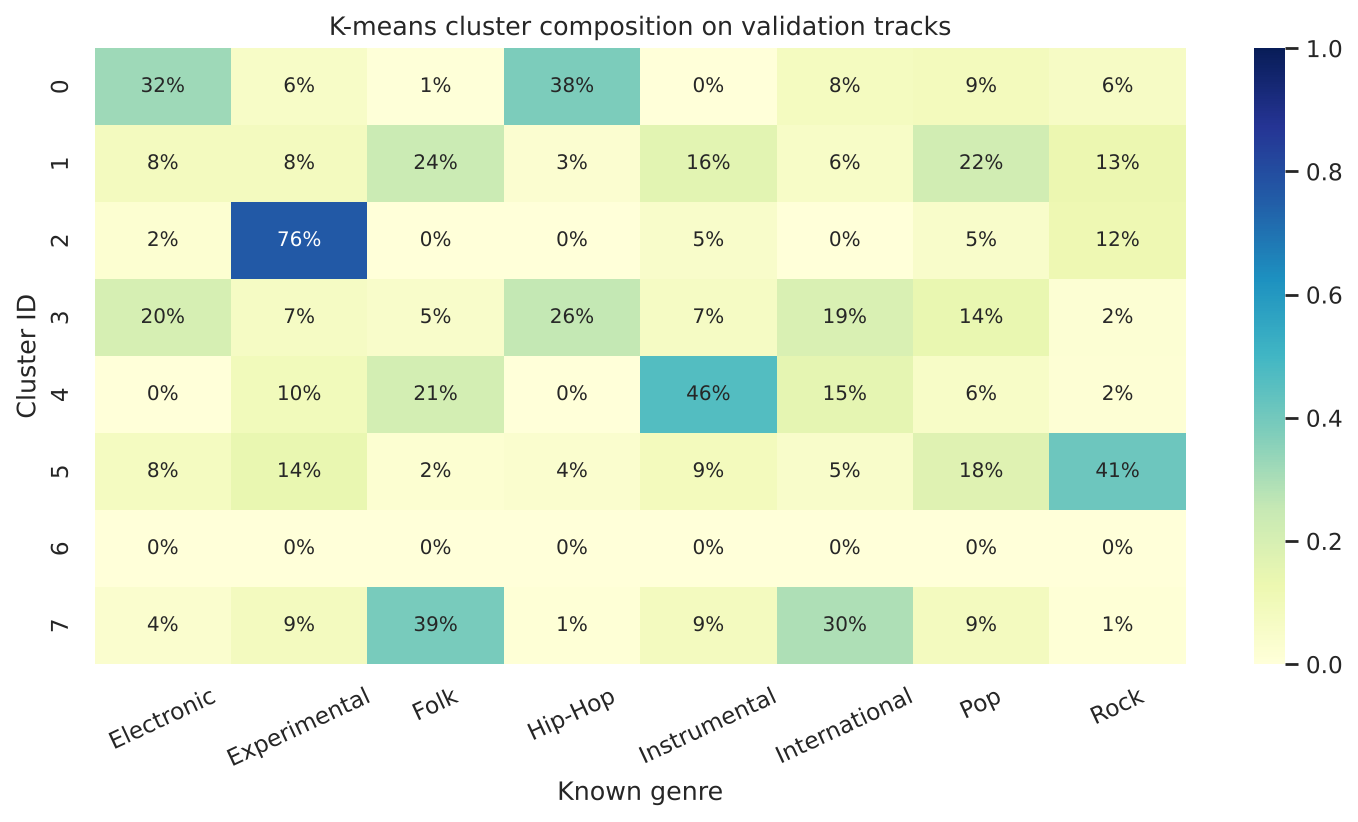 K-means cluster composition on validation tracks
0 32% 6% 1% 38% 0% 8% 9% 6%
1 8% 8% 24% 3% 16% 6% 22% 13%
2 2% 76% 0% 0% 5% 0% 5% 12%
3 20% 7% 5% 26% 7% 19% 14% 2%
4 0% 10% 21% 0% 46% 15% 6% 2%
5 8% 14% 2% 4% 9% 5% 18% 41%
6 0% 0% 0% 0% 0% 0% 0% 0%
7 4% 9% 39% 1% 9% 30% 9% 1%
Cluster ID
Electronic Experimental Folk Hip-Hop Instrumental International Pop Rock
Known genre
1.0
0.8
0.6
0.4
0.2
0.0